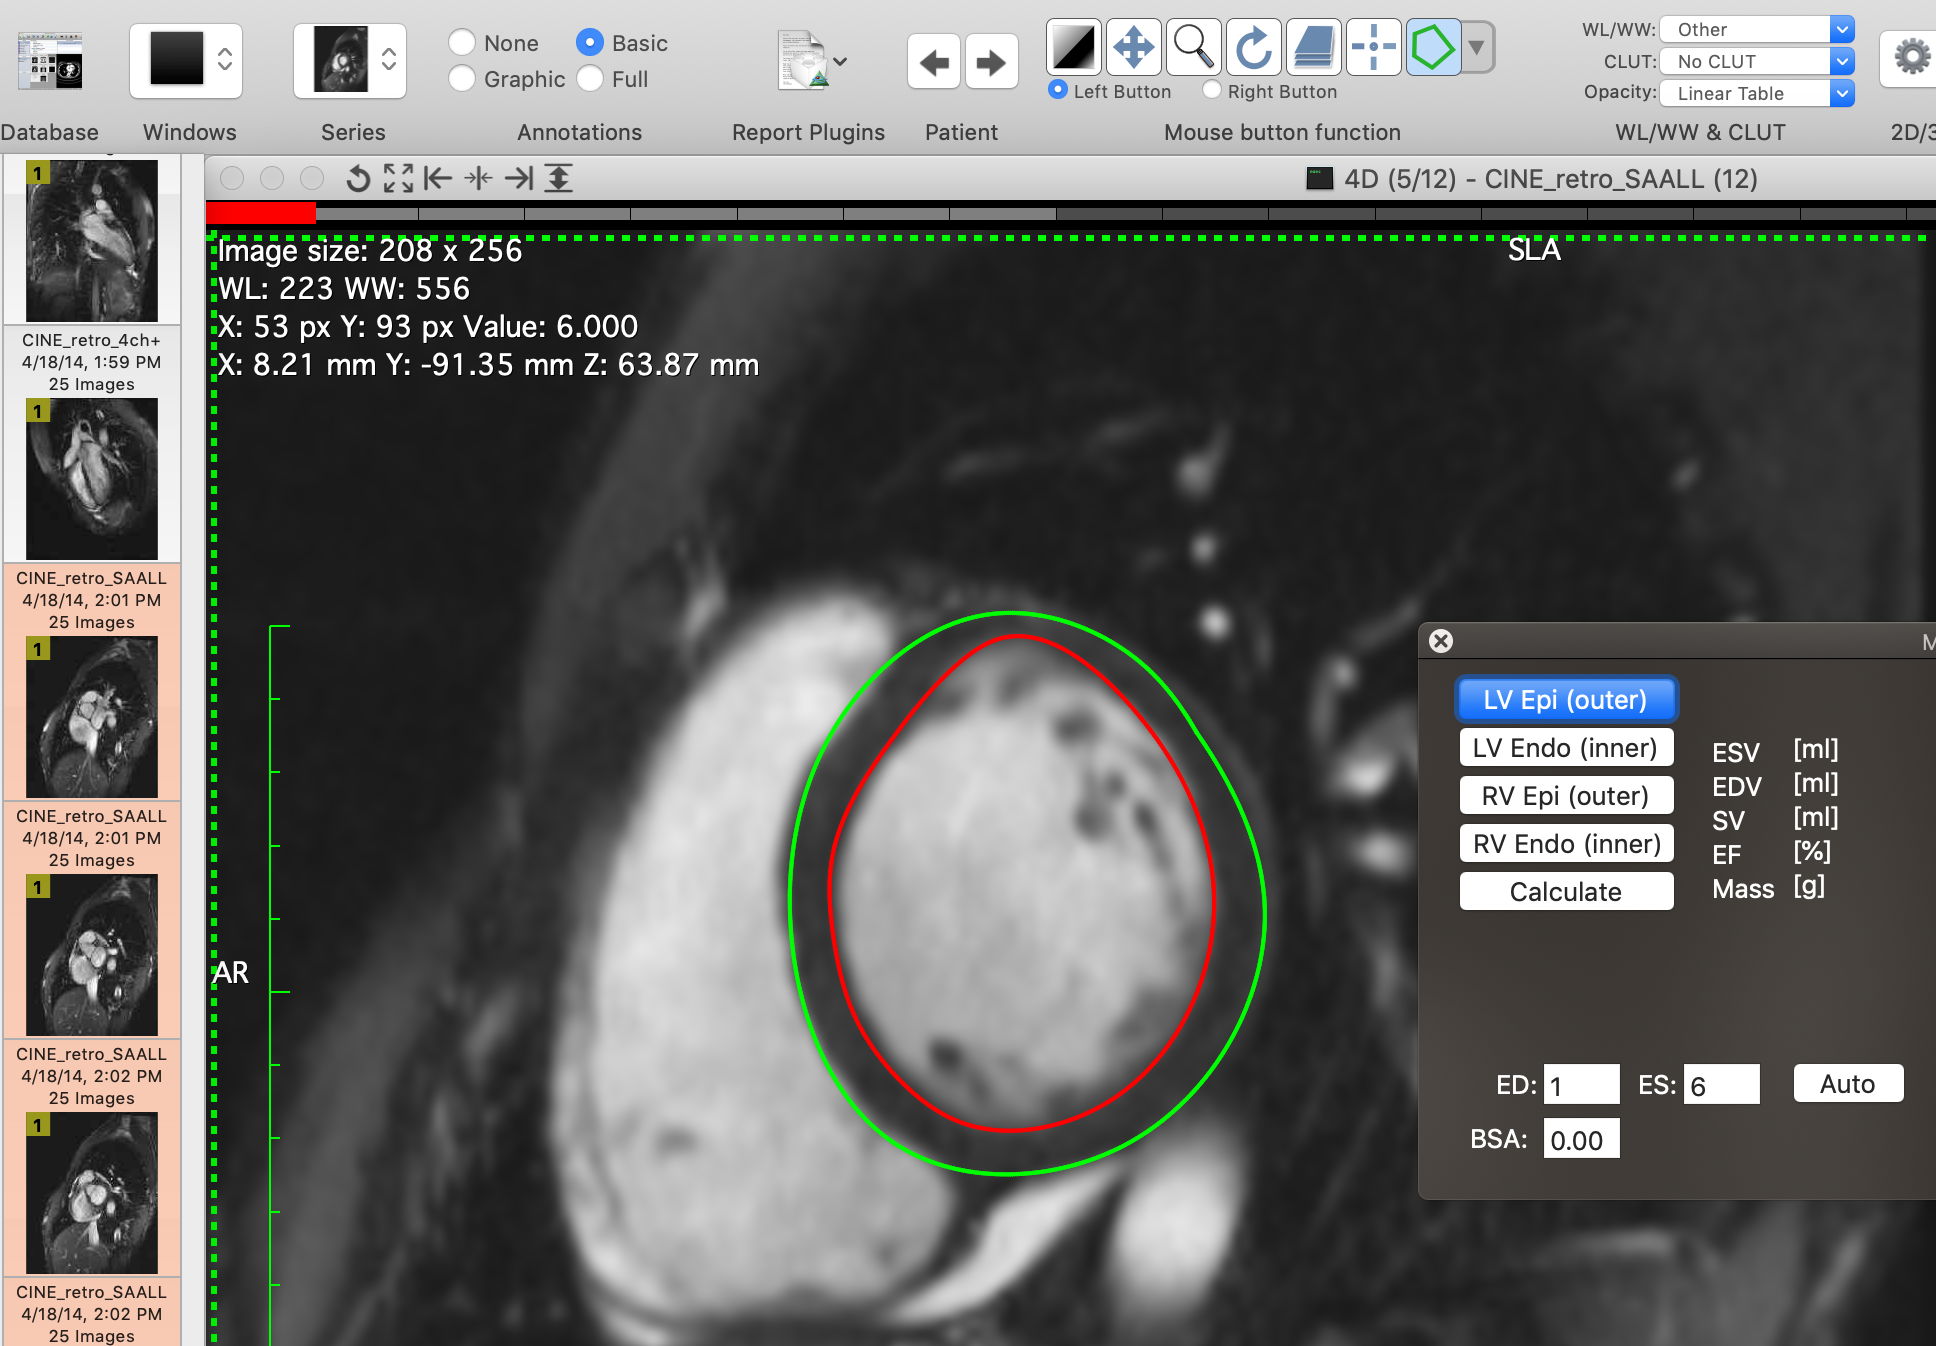 None
Basic
Graphic
Full
Left Button
Right Button
WL/WW:
Other
CLUT:
No CLUT
Opacity:
Linear Table
Database
Windows
Series
Annotations
Report Plugins
Patient
Mouse button function
WL/WW & CLUT
4D (5/12) - CINE_retro_SAALL (12)
Image size: 208 x 256
WL: 223 WW: 556
X: 53 px Y: 93 px Value: 6.000
X: 8.21 mm Y: -91.35 mm Z: 63.87 mm
SLA
AR
1
CINE_retro_4ch+
4/18/14, 1:59 PM
25 Images
1
CINE_retro_SAALL
4/18/14, 2:01 PM
25 Images
1
CINE_retro_SAALL
4/18/14, 2:01 PM
25 Images
1
CINE_retro_SAALL
4/18/14, 2:02 PM
25 Images
1
CINE_retro_SAALL
4/18/14, 2:02 PM
25 Images
LV Epi (outer)
LV Endo (inner)
RV Epi (outer)
RV Endo (inner)
Calculate
ESV [ml]
EDV [ml]
SV [ml]
EF [%]
Mass [g]
ED: 1
ES: 6
Auto
BSA: 0.00